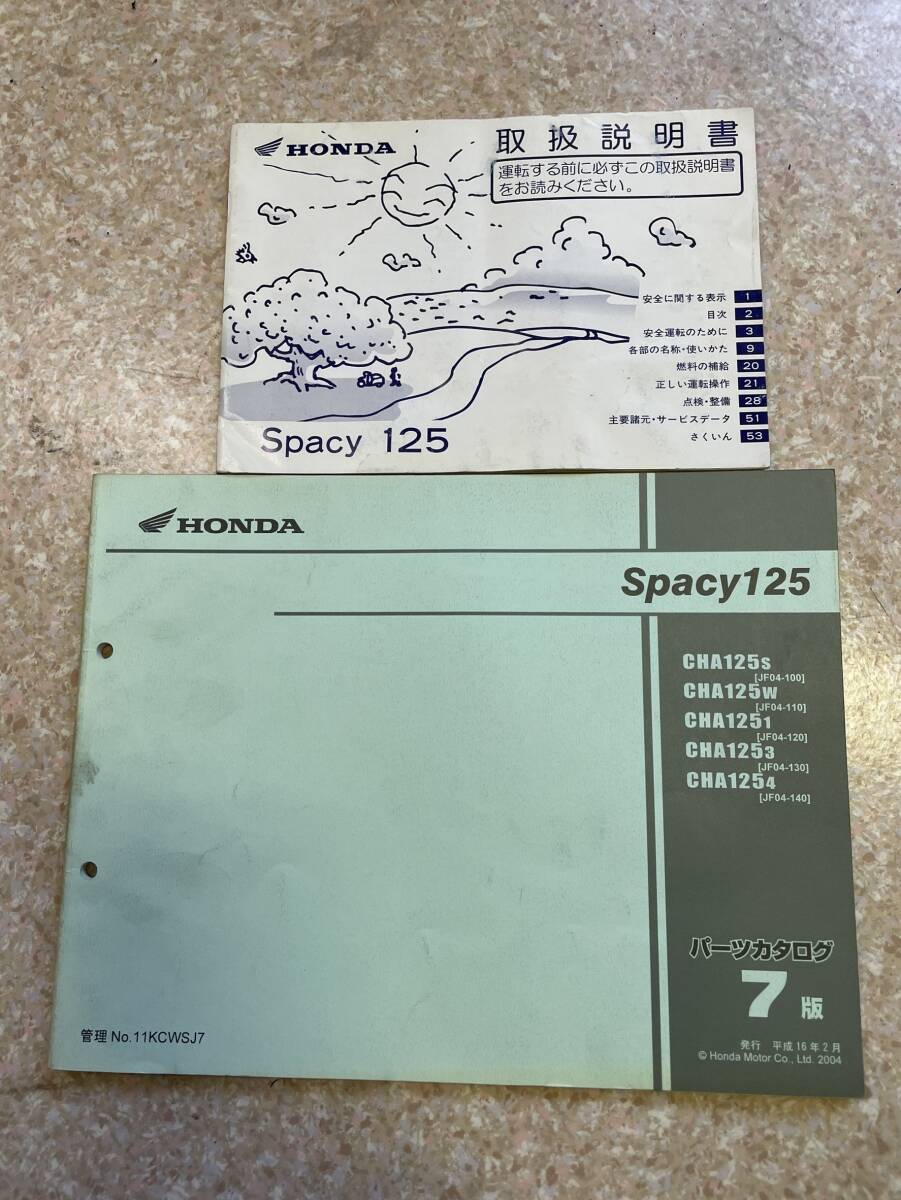 HONDA
取扱説明書
運転する前に必ずこの取扱説明書
をお読みください。
安全に関する表示 1
目次 2
安全運転のために 3
各部の名称・使いかた 9
燃料の補給 20
正しい運転操作 21
点検・整備 28
主要諸元・サービスデータ 51
さくいん 53
Spacy 125
HONDA
Spacy125
CHA125S
[JF04-100]
CHA125W
[JF04-110]
CHA1251
[JF04-120]
CHA1253
[JF04-130]
CHA1254
[JF04-140]
パーツカタログ
7版
管理 No.11KCWSJ7
発行 平成16年2月
© Honda Motor Co., Ltd. 2004